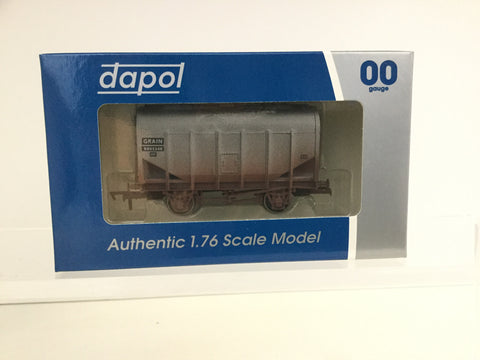 dapol
00
gauge
GRAIN
Authentic 1.76 Scale Model